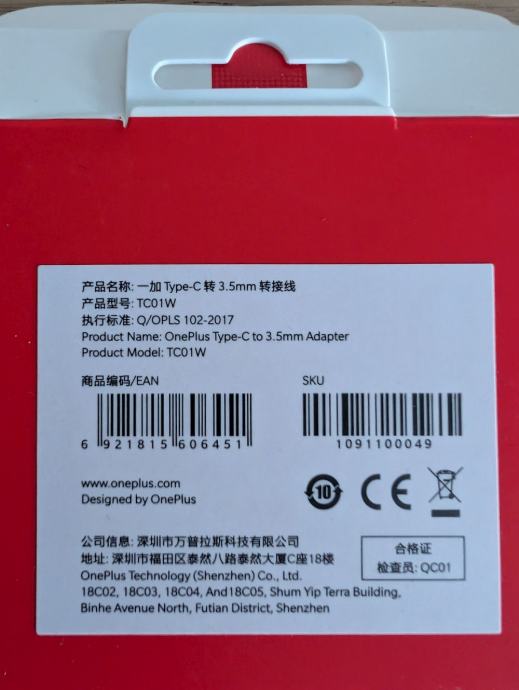 产品名称: 一加 Type-C 转 3.5mm 转接线
产品型号: TC01W
执行标准: Q/OPLS 102-2017
Product Name: OnePlus Type-C to 3.5mm Adapter
Product Model: TC01W
商品编码/EAN
6 921815 606451
SKU
1091100049
www.oneplus.com
Designed by OnePlus
10
CE
公司信息: 深圳市万普拉斯科技有限公司
地址: 深圳市福田区泰然八路泰然大厦C座18楼
OnePlus Technology (Shenzhen) Co., Ltd.
18C02, 18C03, 18C04, And18C05, Shum Yip Terra Building,
Binhe Avenue North, Futian District, Shenzhen
合格证
检查员: QC01